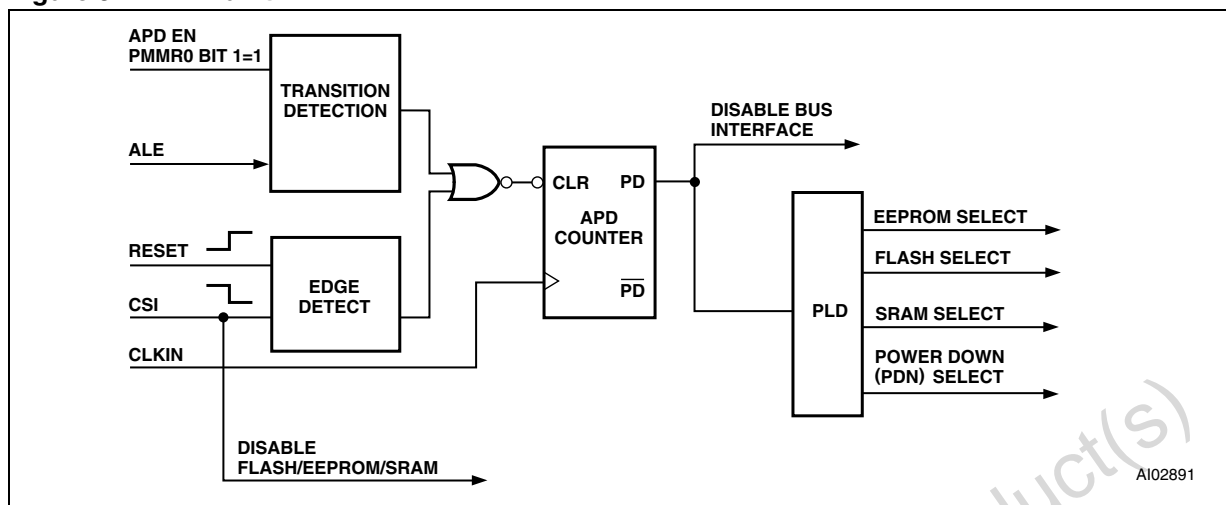 APD EN
PMMR0 BIT 1=1
TRANSITION
DETECTION
ALE
RESET
CSI
EDGE
DETECT
CLKIN
DISABLE
FLASH/EEPROM/SRAM
CLR PD
APD
COUNTER
PD
DISABLE BUS
INTERFACE
PLD
EEPROM SELECT
FLASH SELECT
SRAM SELECT
POWER DOWN
(PDN) SELECT
AI02891